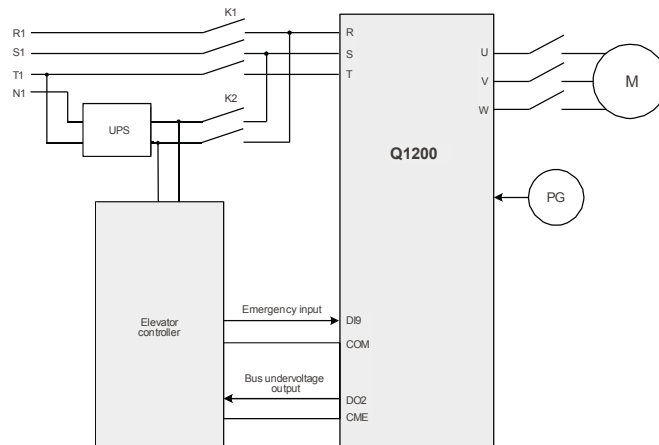 K1
R1
R
S1
S
U
T1
T
V
M
N1
K2
W
UPS
Q1200
PG
Emergency input
Elevator
controller
DI9
COM
Bus undervoltage
output
DO2
CME